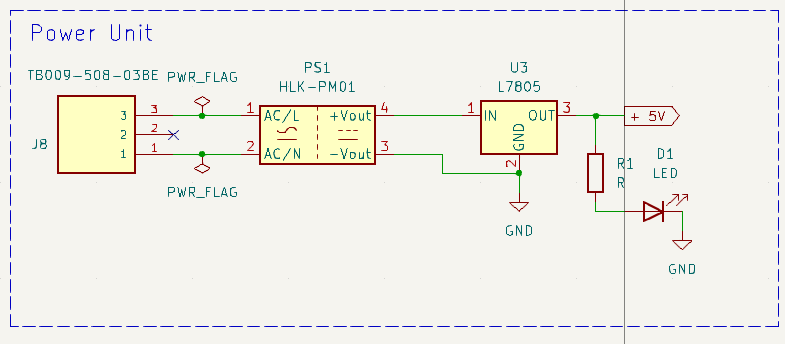 Power Unit
TB009-508-03BE
PWR_FLAG
PS1
HLK-PM01
U3
L7805
J8
3
2
1
3
2
1
1
2
AC/L
AC/N
+Vout
-Vout
4
3
1
IN
OUT
GND
3
2
+ 5V
R1
R
D1
LED
PWR_FLAG
GND
GND